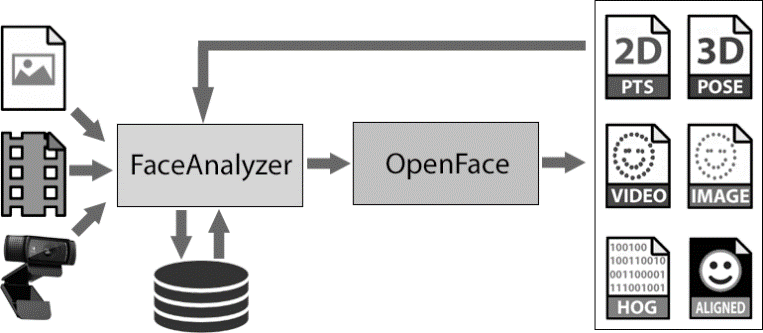 2D
PTS
3D
POSE
FaceAnalyzer
OpenFace
VIDEO
IMAGE
100100
100110010
001100001
111001001
HOG
ALIGNED